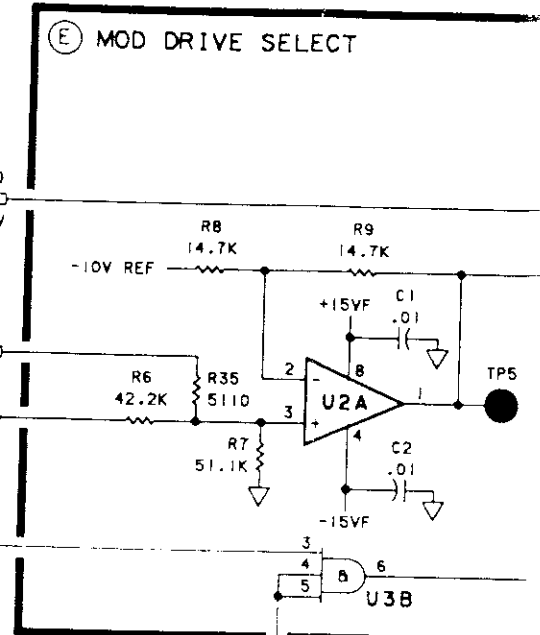 E MOD DRIVE SELECT
R8
14.7K
R9
14.7K
-10V REF
+15VF
C1
.01
R6
42.2K
R35
5110
2
-
8
U2A
1
TP5
3
+
4
R7
51.1K
C2
.01
-15VF
3
4
5
&
6
U3B